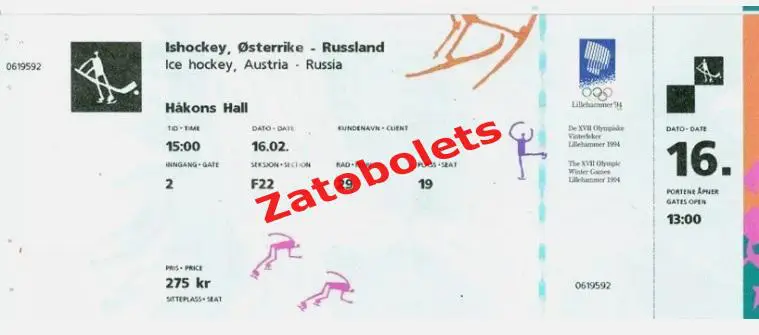 0619592
Ishockey, Østerrike - Russland
Ice hockey, Austria - Russia
Håkons Hall
TID • TIME DATO • DATE KUNDENAVN • CLIENT
15:00 16.02.
INNGANG • GATE SEKSJON • SECTION RAD • SEAT
2 F22 29 19
PRIS • PRICE
275 kr
SITTEPLASS • SEAT
Zatobolets
Lillehammer '94
De XVII Olympiske
Vinterleker
Lillehammer 1994
The XVII Olympic
Winter Games
Lillehammer 1994
0619592
DATO • DATE
16.
PORTENE ÅPNER
GATES OPEN
13:00